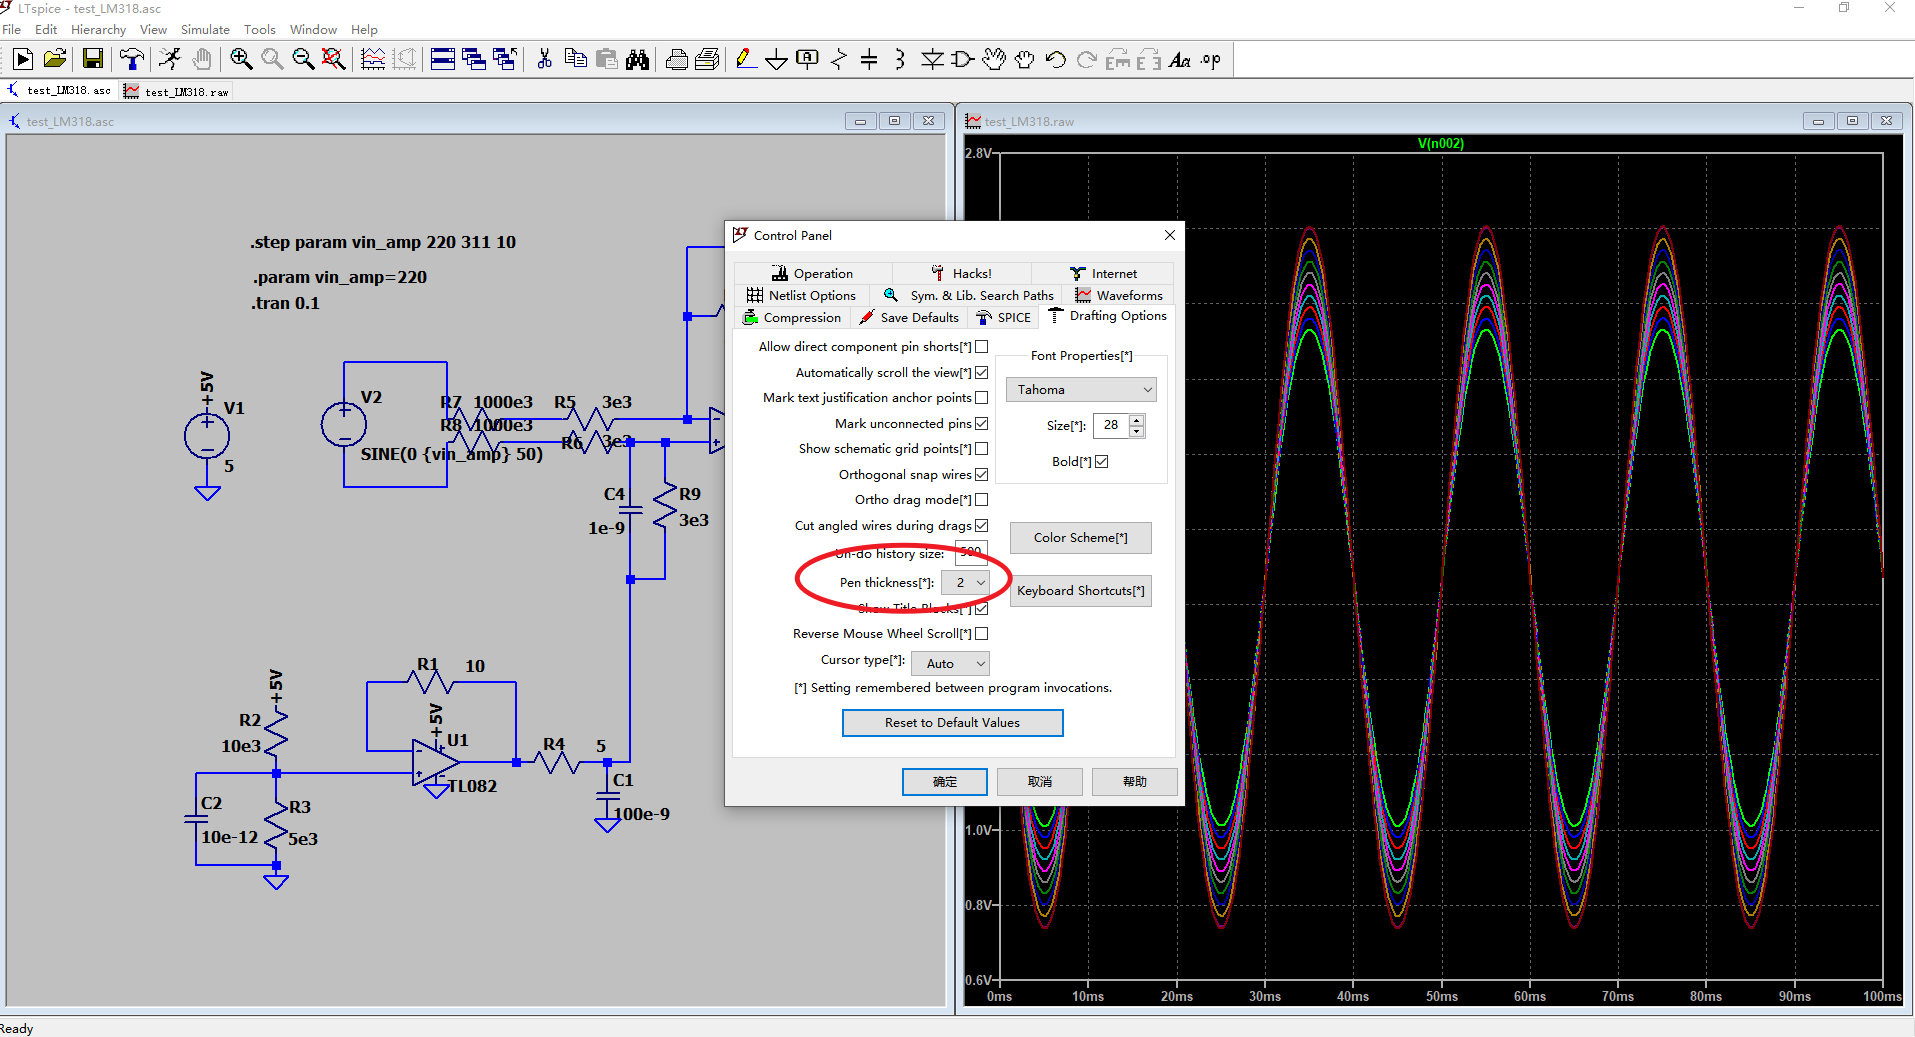 LTspice - test_LM318.asc
File Edit Hierarchy View Simulate Tools Window Help
Aa .op
test_LM318.asc test_LM318.raw
test_LM318.asc
.step param vin_amp 220 311 10
.param vin_amp=220
.tran 0.1
+5V
V1
5
V2
SINE(0 {vin_amp} 50)
R7 1000e3 R5 3e3
R8 1000e3 R6 3e3
C4
1e-9
R9
3e3
R1 10
+5V
R2
10e3
+5V
U1
TL082
R4 5
C1
100e-9
C2
10e-12
R3
5e3
Control Panel
Operation Hacks! Internet
Netlist Options Sym. & Lib. Search Paths Waveforms
Compression Save Defaults SPICE Drafting Options
Allow direct component pin shorts[*]
Automatically scroll the view[*]
Mark text justification anchor points
Mark unconnected pins
Show schematic grid points[*]
Orthogonal snap wires
Ortho drag mode[*]
Cut angled wires during drags
Un-do history size: 500
Pen thickness[*]: 2
Show Title Blocks[*]
Reverse Mouse Wheel Scroll[*]
Cursor type[*]: Auto
Font Properties[*]
Tahoma
Size[*]: 28
Bold[*]
Color Scheme[*]
Keyboard Shortcuts[*]
[*] Setting remembered between program invocations.
Reset to Default Values
确定 取消 帮助
test_LM318.raw
V(n002)
2.8V
1.0V
0.8V
0.6V
0ms 10ms 20ms 30ms 40ms 50ms 60ms 70ms 80ms 90ms 100ms
Ready